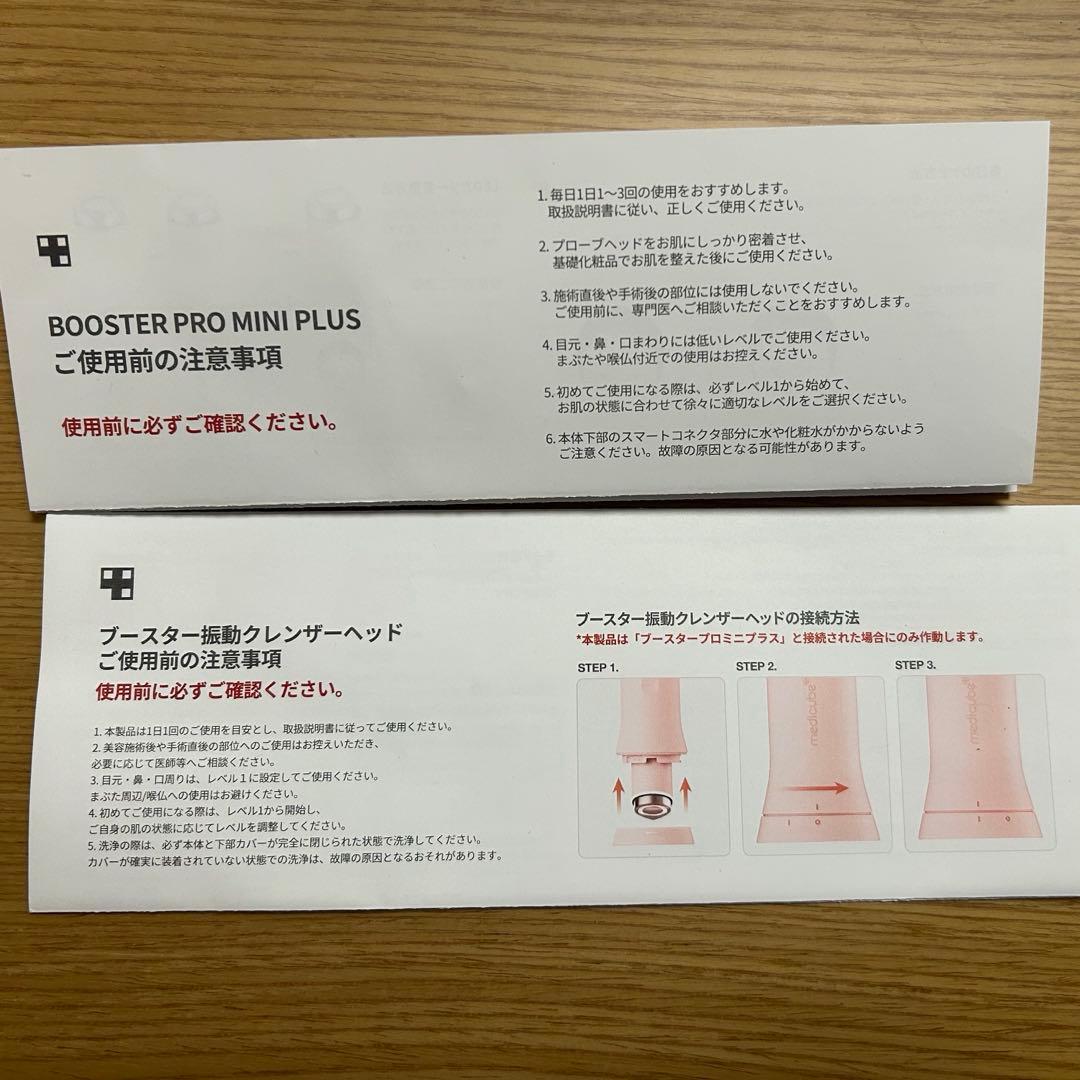 BOOSTER PRO MINI PLUS
ご使用前の注意事項
使用前に必ずご確認ください。
1. 毎日1日1〜3回の使用をおすすめします。
取扱説明書に従い、正しくご使用ください。
2. プローブヘッドをお肌にしっかり密着させ、
基礎化粧品でお肌を整えた後にご使用ください。
3. 施術直後や手術後の部位には使用しないでください。
ご使用前に、専門医へご相談いただくことをおすすめします。
4. 目元・鼻・口まわりには低いレベルでご使用ください。
まぶたや喉仏付近での使用はお控えください。
5. 初めてご使用になる際は、必ずレベル1から始めて、
お肌の状態に合わせて徐々に適切なレベルをご選択ください。
6. 本体下部のスマートコネクタ部分に水や化粧水がかからないよう
ご注意ください。故障の原因となる可能性があります。
ブースター振動クレンザーヘッド
ご使用前の注意事項
使用前に必ずご確認ください。
1. 本製品は1日1回のご使用を目安とし、取扱説明書に従ってご使用ください。
2. 美容施術後や手術直後の部位へのご使用はお控えいただき、
必要に応じて医師等へご相談ください。
3. 目元・鼻・口周りは、レベル１に設定してご使用ください。
まぶた周辺/喉仏への使用はお避けください。
4. 初めてご使用になる際は、レベル1から開始し、
ご自身の肌の状態に応じてレベルを調整してください。
5. 洗浄の際は、必ず本体と下部カバーが完全に閉じられた状態で洗浄してください。
カバーが確実に装着されていない状態での洗浄は、故障の原因となるおそれがあります。
ブースター振動クレンザーヘッドの接続方法
*本製品は「ブースタープロミニプラス」と接続された場合にのみ作動します。
STEP 1.
STEP 2.
STEP 3.
medicube
medicube